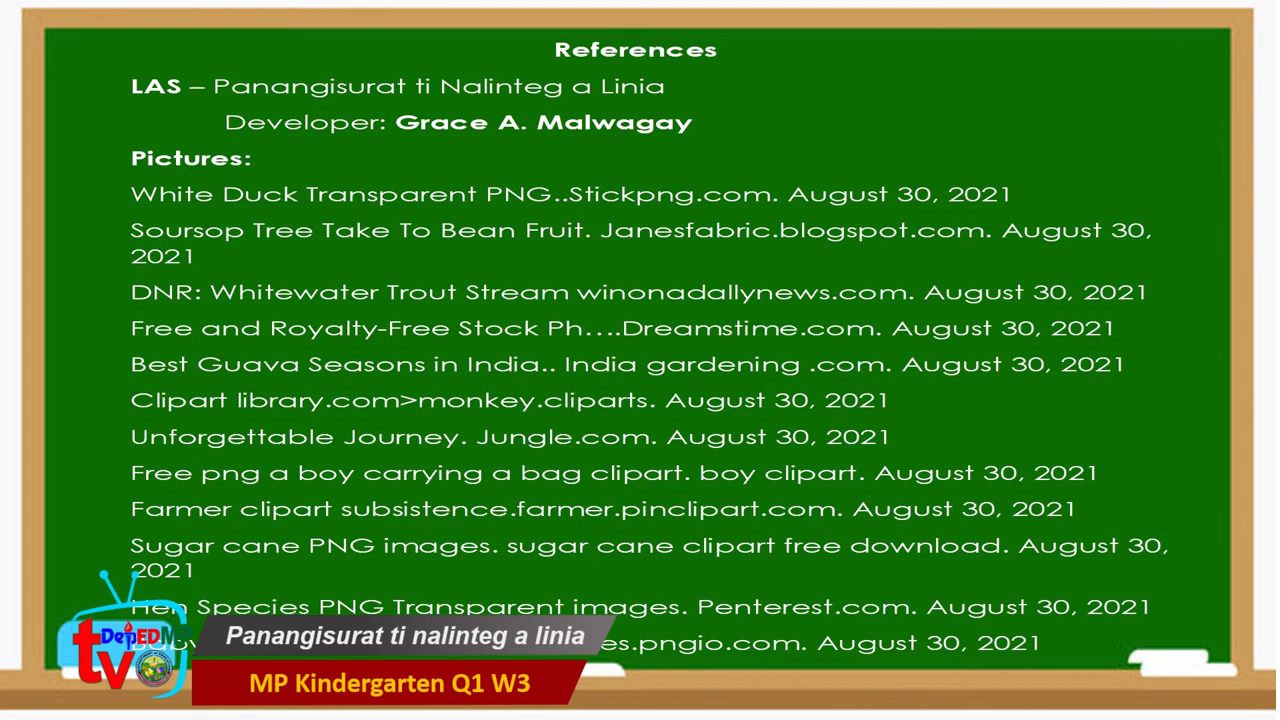 References
LAS – Panangisurat ti Nalinteg a Linia
Developer: Grace A. Malwagay
Pictures:
White Duck Transparent PNG..Stickpng.com. August 30, 2021
Soursop Tree Take To Bean Fruit. Janesfabric.blogspot.com. August 30,
2021
DNR: Whitewater Trout Stream winonadallynews.com. August 30, 2021
Free and Royalty-Free Stock Ph....Dreamstime.com. August 30, 2021
Best Guava Seasons in India.. India gardening .com. August 30, 2021
Clipart library.com>monkey.cliparts. August 30, 2021
Unforgettable Journey. Jungle.com. August 30, 2021
Free png a boy carrying a bag clipart. boy clipart. August 30, 2021
Farmer clipart subsistence.farmer.pinclipart.com. August 30, 2021
Sugar cane PNG images. sugar cane clipart free download. August 30,
2021
Hen Species PNG Transparent images. Penterest.com. August 30, 2021
es.pngio.com. August 30, 2021
DepED
tv
Panangisurat ti nalinteg a linia
MP Kindergarten Q1 W3